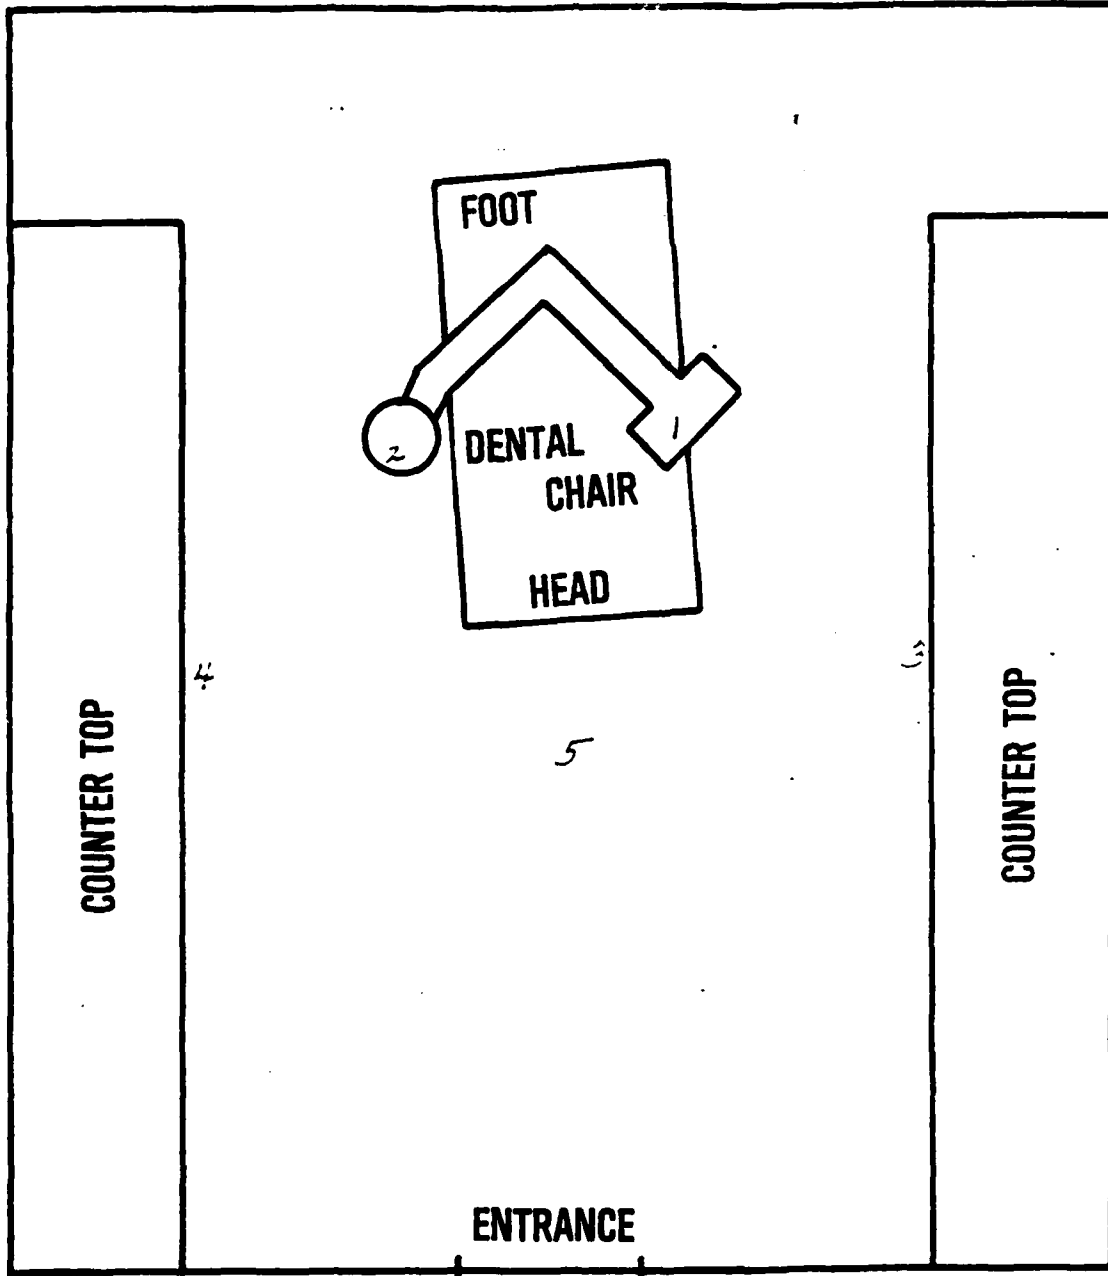 FOOT
1
2
DENTAL
CHAIR
HEAD
3
4
5
COUNTER TOP
COUNTER TOP
ENTRANCE